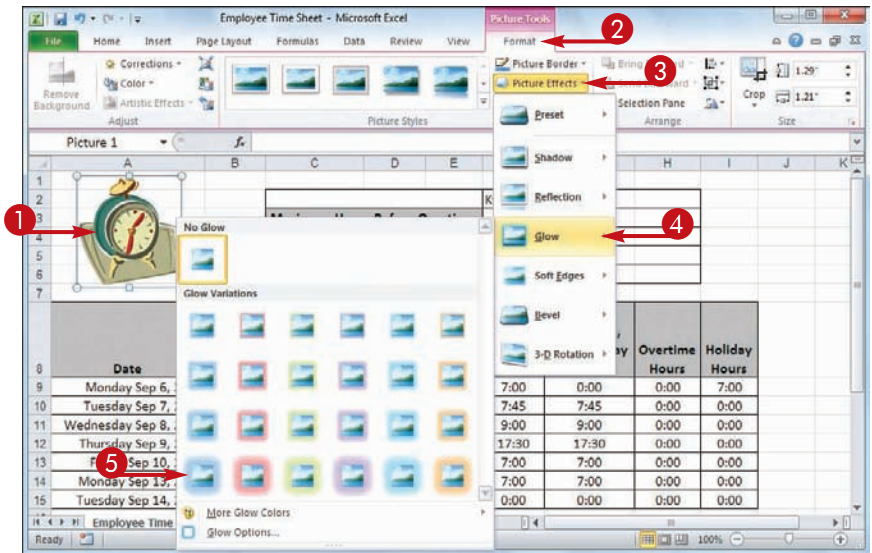 Employee Time Sheet - Microsoft Excel
Picture Tools
2
File Home Insert Page Layout Formulas Data Review View Format
Corrections
Picture Border
3
1.29"
Remove Background
Color
Picture Effects
Artistic Effects
Selection Pane
Crop
1.21"
Adjust
Picture Styles
Arrange
Size
Preset
Picture 1
fx
A B C D E H I J K
Shadow
1
2
K
Reflection
1
3
No Glow
4
Glow
4
5
Soft Edges
6
7
Glow Variations
Bevel
3-D Rotation
8
Date
Overtime Hours
Holiday Hours
9 Monday Sep 6, 7:00 0:00 0:00 7:00
10 Tuesday Sep 7, 7:45 7:45 0:00 0:00
11 Wednesday Sep 8, 9:00 9:00 0:00 0:00
12 Thursday Sep 9, 17:30 17:30 0:00 0:00
13 Sep 10, 7:00 7:00 0:00 0:00
5
14 Monday Sep 13, 7:00 7:00 0:00 0:00
15 Tuesday Sep 14, 0:00 0:00 0:00 0:00
More Glow Colors
Employee Time
Glow Options...
Ready
100%